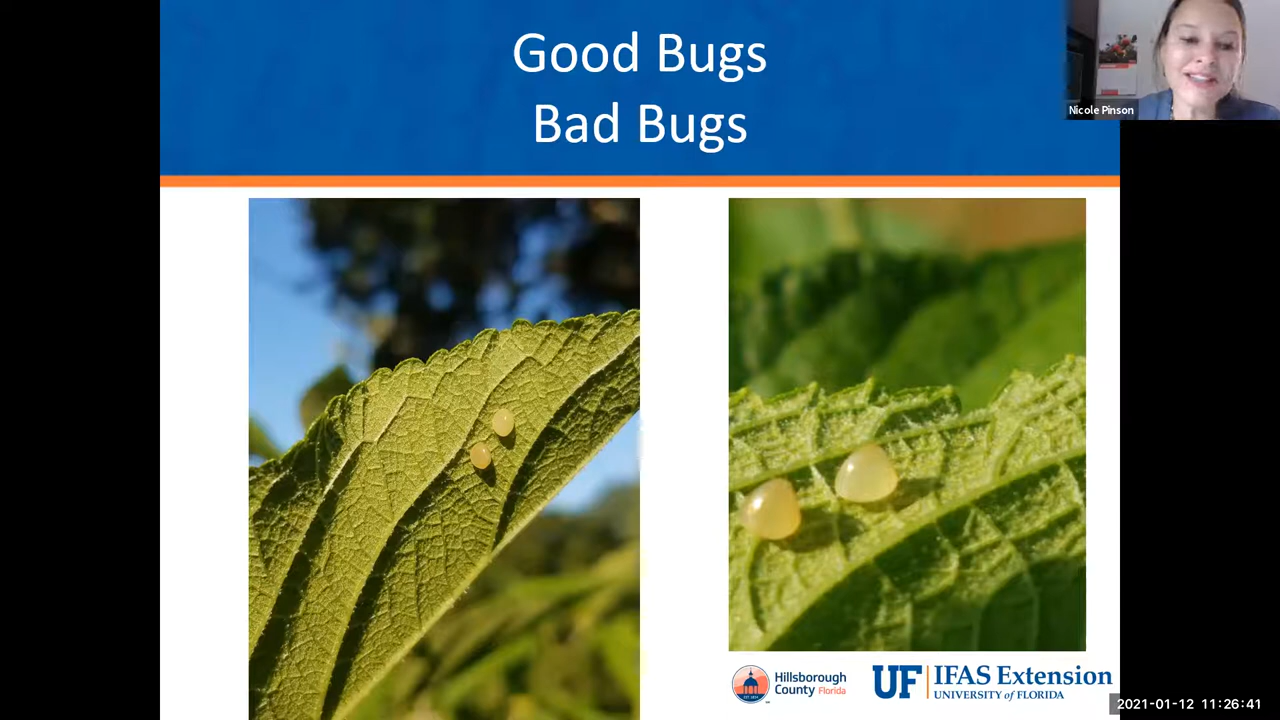 Good Bugs
Bad Bugs
Nicole Pinson
Hillsborough
County Florida
UF IFAS Extension
UNIVERSITY of FLORIDA
2021-01-12 11:26:41